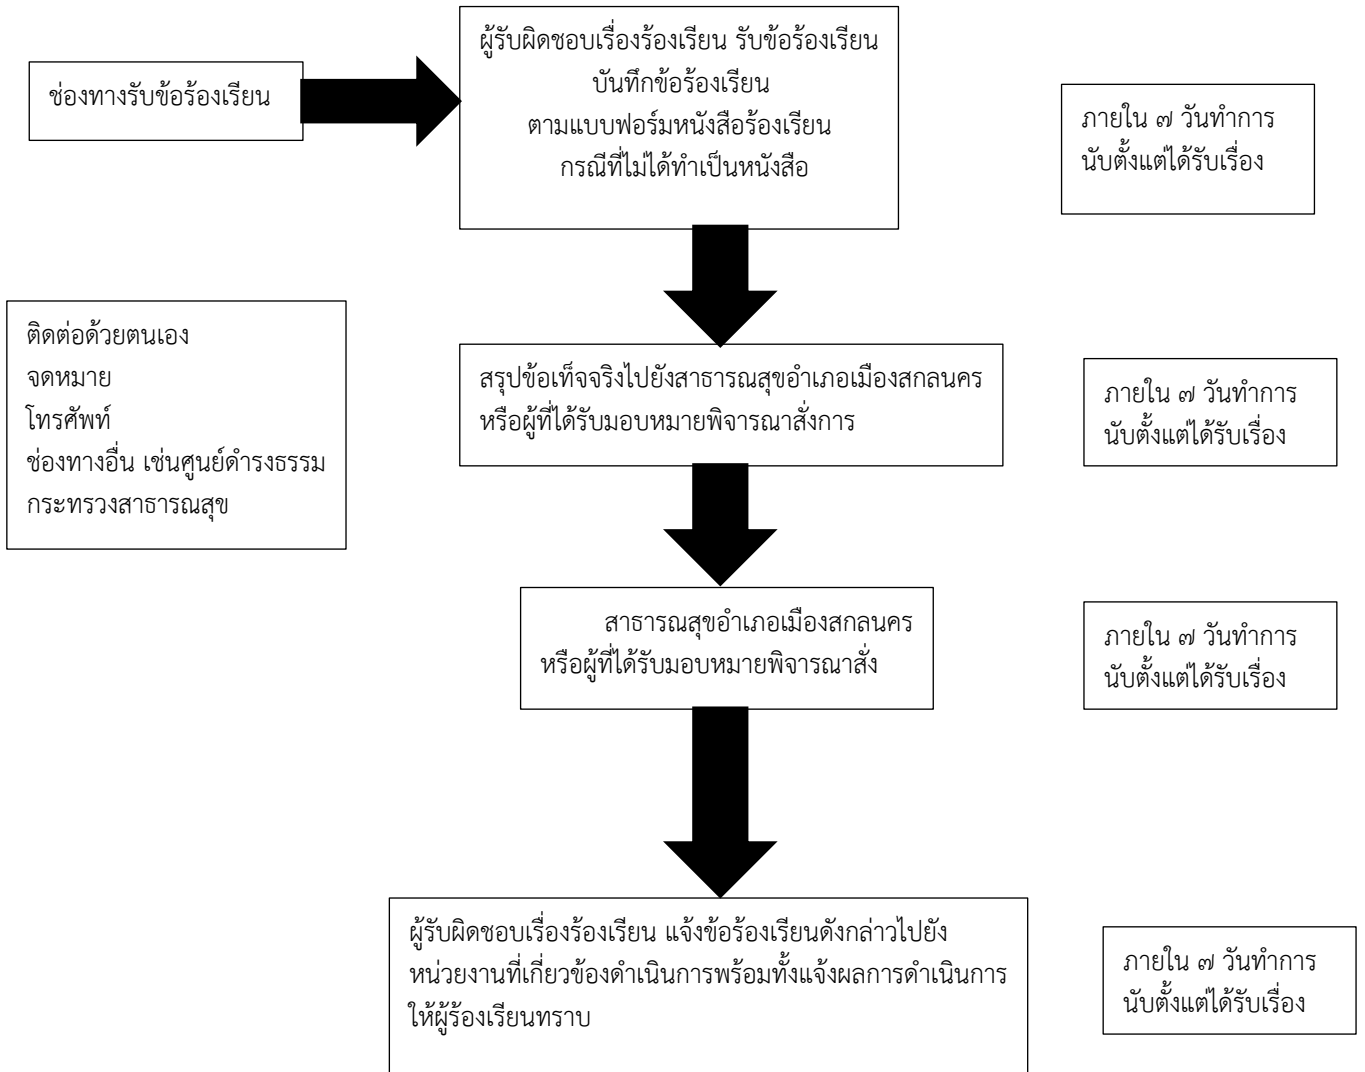 ช่องทางรับข้อร้องเรียน
ผู้รับผิดชอบเรื่องร้องเรียน รับข้อร้องเรียน
บันทึกข้อร้องเรียน
ตามแบบฟอร์มหนังสือร้องเรียน
กรณีที่ไม่ได้ทำเป็นหนังสือ
ภายใน ๗ วันทำการ
นับตั้งแต่ได้รับเรื่อง
ติดต่อด้วยตนเอง
จดหมาย
โทรศัพท์
ช่องทางอื่น เช่นศูนย์ดำรงธรรม
กระทรวงสาธารณสุข
สรุปข้อเท็จจริงไปยังสาธารณสุขอำเภอเมืองสกลนคร
หรือผู้ที่ได้รับมอบหมายพิจารณาสั่งการ
ภายใน ๗ วันทำการ
นับตั้งแต่ได้รับเรื่อง
สาธารณสุขอำเภอเมืองสกลนคร
หรือผู้ที่ได้รับมอบหมายพิจารณาสั่ง
ภายใน ๗ วันทำการ
นับตั้งแต่ได้รับเรื่อง
ผู้รับผิดชอบเรื่องร้องเรียน แจ้งข้อร้องเรียนดังกล่าวไปยัง
หน่วยงานที่เกี่ยวข้องดำเนินการพร้อมทั้งแจ้งผลการดำเนินการ
ให้ผู้ร้องเรียนทราบ
ภายใน ๗ วันทำการ
นับตั้งแต่ได้รับเรื่อง